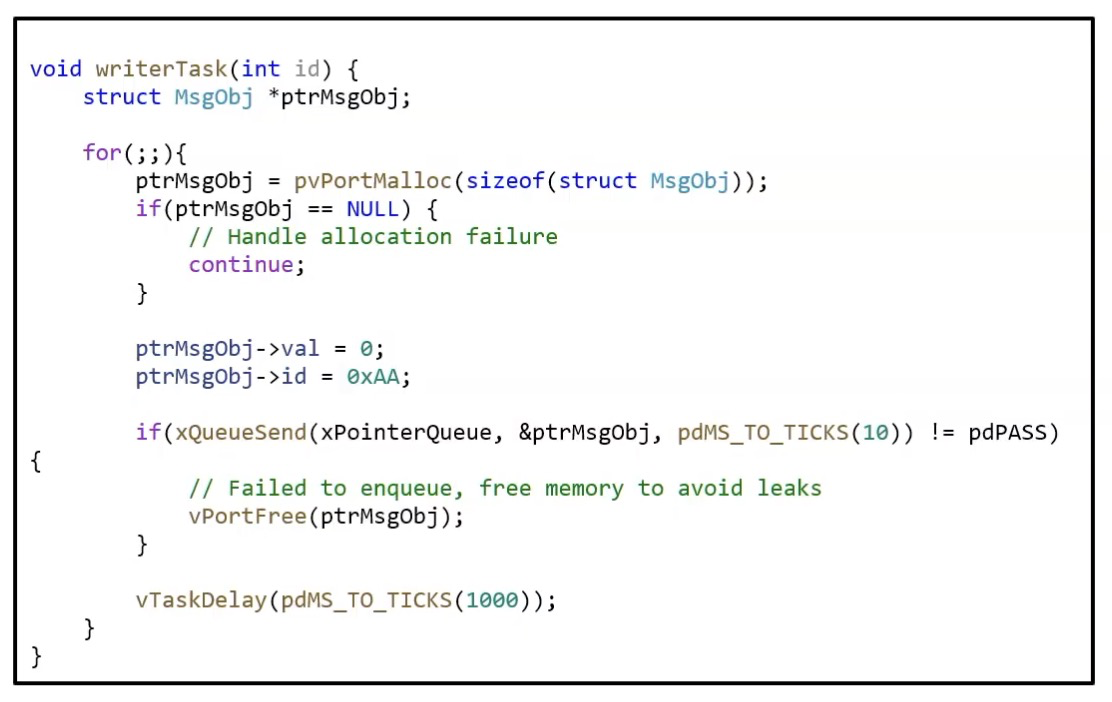 void writerTask(int id) {
    struct MsgObj *ptrMsgObj;

    for(;;){
        ptrMsgObj = pvPortMalloc(sizeof(struct MsgObj));
        if(ptrMsgObj == NULL) {
            // Handle allocation failure
            continue;
        }

        ptrMsgObj->val = 0;
        ptrMsgObj->id = 0xAA;

        if(xQueueSend(xPointerQueue, &ptrMsgObj, pdMS_TO_TICKS(10)) != pdPASS)
{
            // Failed to enqueue, free memory to avoid leaks
            vPortFree(ptrMsgObj);
        }

        vTaskDelay(pdMS_TO_TICKS(1000));
    }
}